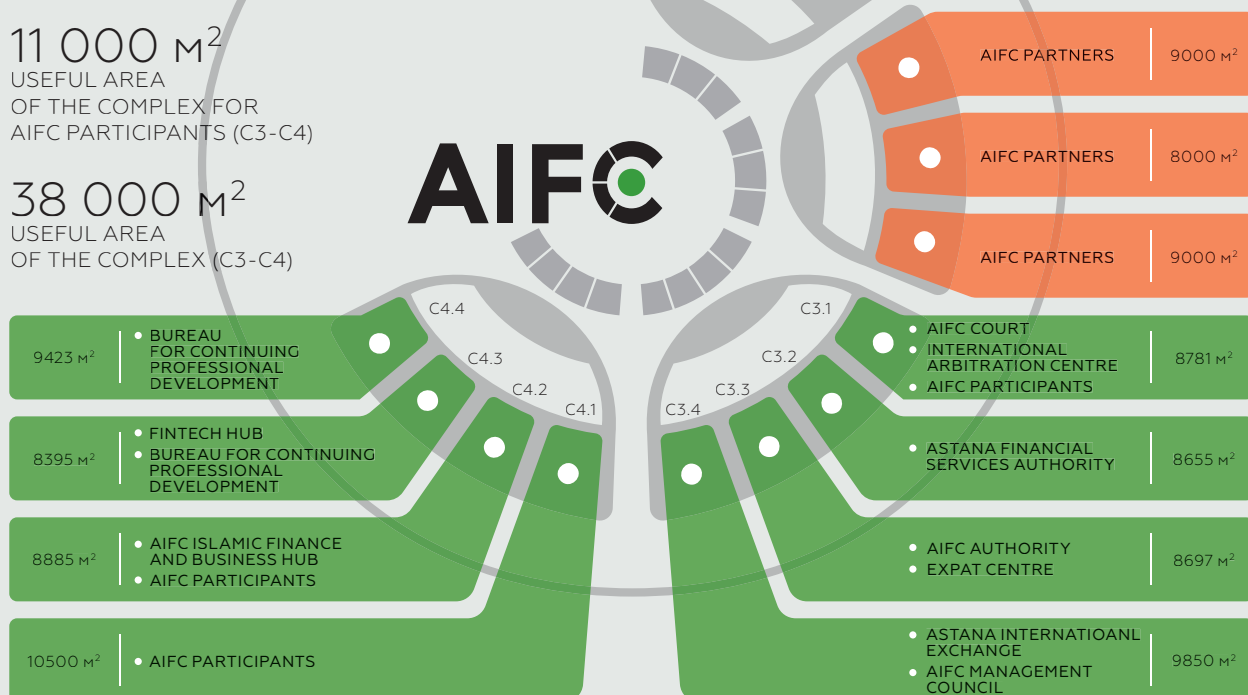 11 000 м²
USEFUL AREA
OF THE COMPLEX FOR
AIFC PARTICIPANTS (C3-C4)
38 000 м²
USEFUL AREA
OF THE COMPLEX (C3-C4)
AIFC
AIFC PARTNERS
9000 м²
AIFC PARTNERS
8000 м²
AIFC PARTNERS
9000 м²
C4.4
C4.3
C4.2
C4.1
C3.1
C3.2
C3.3
C3.4
9423 м²
• BUREAU
FOR CONTINUING
PROFESSIONAL
DEVELOPMENT
8395 м²
• FINTECH HUB
• BUREAU FOR CONTINUING
PROFESSIONAL
DEVELOPMENT
8885 м²
• AIFC ISLAMIC FINANCE
AND BUSINESS HUB
• AIFC PARTICIPANTS
10500 м²
• AIFC PARTICIPANTS
• AIFC COURT
• INTERNATIONAL
ARBITRATION CENTRE
• AIFC PARTICIPANTS
8781 м²
• ASTANA FINANCIAL
SERVICES AUTHORITY
8655 м²
• AIFC AUTHORITY
• EXPAT CENTRE
8697 м²
• ASTANA INTERNATIOANL
EXCHANGE
• AIFC MANAGEMENT
COUNCIL
9850 м²